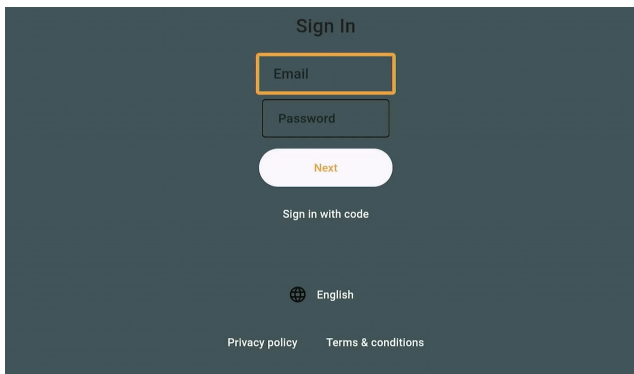 Sign In
Email
Password
Next
Sign in with code
English
Privacy policy Terms & conditions